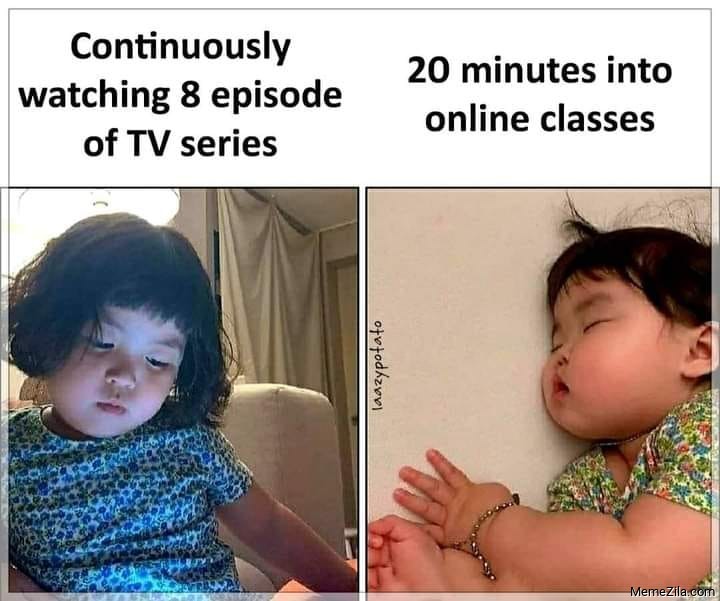 Continuously
watching 8 episode
of TV series
20 minutes into
online classes
laazypotato
MemeZila.com